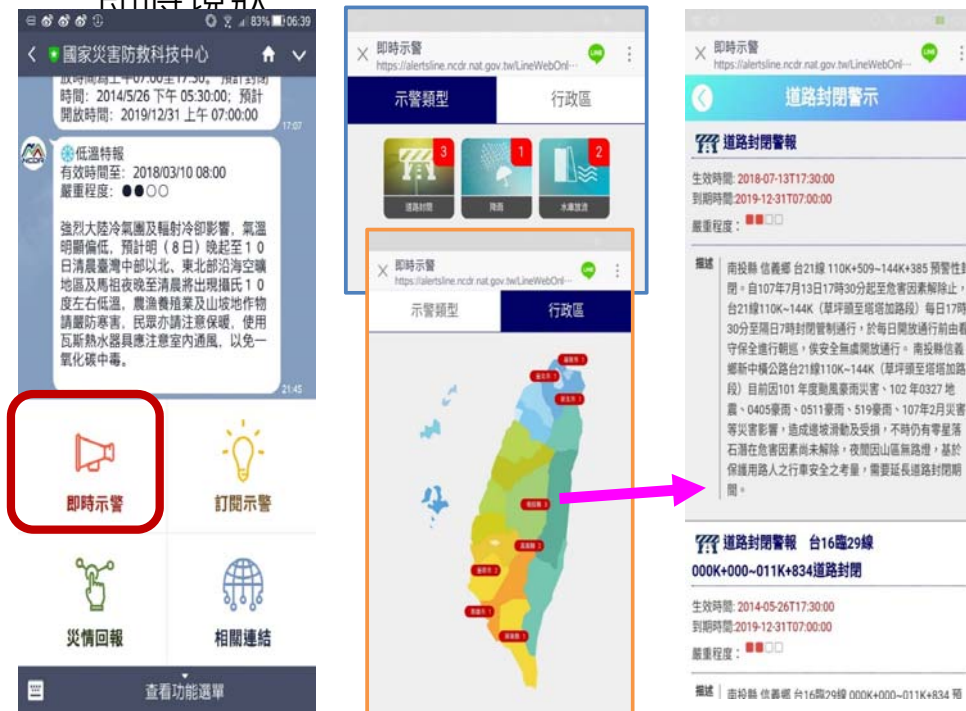 即時現狀
83% 06:39
國家災害防救科技中心
放時間為上午07:00至17:30。預計封閉
時間：2014/5/26 下午 05:30:00；預計
開放時間：2019/12/31 上午 07:00:00
17:07
低溫特報
有效時間至：2018/03/10 08:00
嚴重程度：●●○○
強烈大陸冷氣團及輻射冷卻影響，氣溫
明顯偏低，預計明（8日）晚起至１０
日清晨臺灣中部以北、東北部沿海空曠
地區及馬祖夜晚至清晨將出現攝氏１０
度左右低溫，農漁養殖業及山坡地作物
請嚴防寒害，民眾亦請注意保暖，使用
瓦斯熱水器具應注意室內通風，以免一
氧化碳中毒。
21:45
即時示警
訂閱示警
災情回報
相關連結
查看功能選單
即時示警
https://alertsline.ncdr.nat.gov.tw/LineWebOnl…
LINE
示警類型
行政區
3
1
2
道路封閉
降雨
水庫放流
即時示警
https://alertsline.ncdr.nat.gov.tw/LineWebOnl…
示警類型
行政區
即時示警
https://alertsline.ncdr.nat.gov.tw/LineWebOnl…
LINE
道路封閉警示
道路封閉警報
生效時間: 2018-07-13T17:30:00
到期時間:2019-12-31T07:00:00
嚴重程度：
描述
南投縣 信義鄉 台21線 110K+509~144K+385 預警性封
閉。自107年7月13日17時30分起至危害因素解除止，
台21線110K~144K（草坪頭至塔塔加路段）每日17時
30分至隔日7時封閉管制通行，於每日開放通行前由看
守保全進行朝巡，俟安全無虞開放通行。南投縣信義
鄉新中橫公路台21線110K~144K（草坪頭至塔塔加路
段）目前因101 年度颱風豪雨災害、102 年0327 地
震、0405豪雨、0511豪雨、519豪雨、107年2月災害
等災害影響，造成邊坡滑動及受損，不時仍有零星落
石潛在危害因素尚未解除，夜間因山區無路燈，基於
保護用路人之行車安全之考量，需要延長道路封閉期
間。
道路封閉警報 台16臨29線
000K+000~011K+834道路封閉
生效時間: 2014-05-26T17:30:00
到期時間:2019-12-31T07:00:00
嚴重程度：
描述
南投縣 信義鄉 台16臨29線 000K+000~011K+834 預